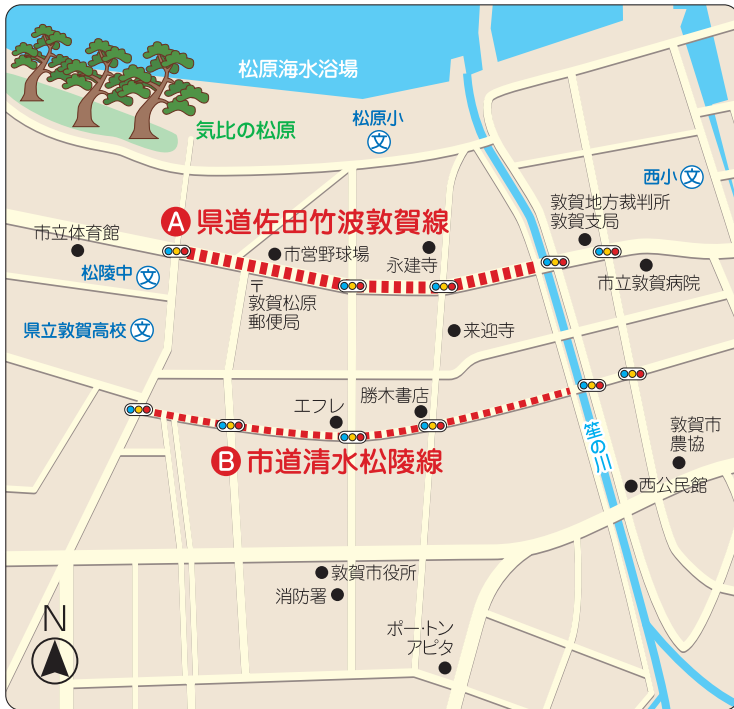 松原海水浴場
気比の松原
松原小
文
西小 文
敦賀地方裁判所
敦賀支局
A 県道佐田竹波敦賀線
市立体育館
市営野球場
永建寺
市立敦賀病院
松陵中 文
〒
敦賀松原
郵便局
県立敦賀高校 文
来迎寺
エフレ
勝木書店
笙の川
敦賀市
農協
B 市道清水松陵線
西公民館
敦賀市役所
消防署
N
ポー・トン
アピタ